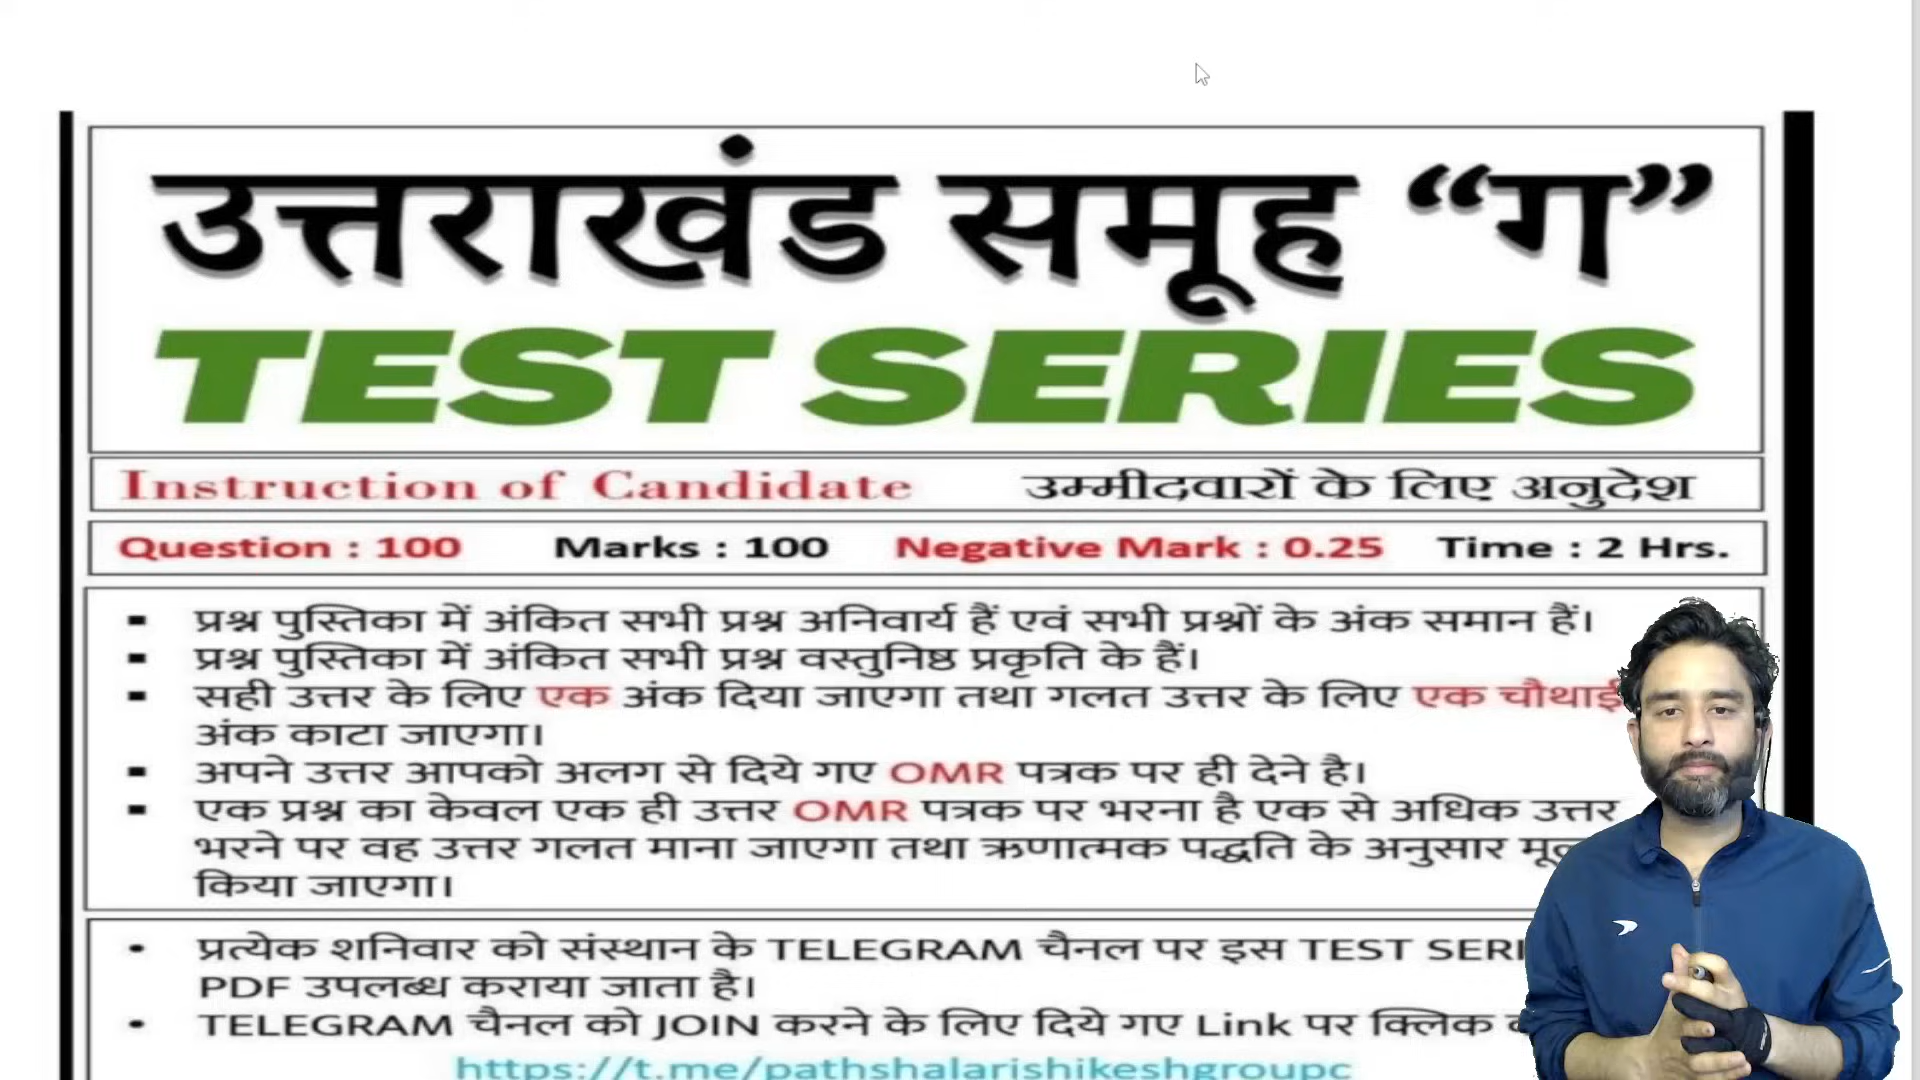 उत्तराखंड समूह “ग”
TEST SERIES
Instruction of Candidate उम्मीदवारों के लिए अनुदेश
Question : 100 Marks : 100 Negative Mark : 0.25 Time : 2 Hrs.
▪ प्रश्न पुस्तिका में अंकित सभी प्रश्न अनिवार्य हैं एवं सभी प्रश्नों के अंक समान हैं।
▪ प्रश्न पुस्तिका में अंकित सभी प्रश्न वस्तुनिष्ठ प्रकृति के हैं।
▪ सही उत्तर के लिए एक अंक दिया जाएगा तथा गलत उत्तर के लिए एक चौथाई
अंक काटा जाएगा।
▪ अपने उत्तर आपको अलग से दिये गए OMR पत्रक पर ही देने है।
▪ एक प्रश्न का केवल एक ही उत्तर OMR पत्रक पर भरना है एक से अधिक उत्तर
भरने पर वह उत्तर गलत माना जाएगा तथा ऋणात्मक पद्धति के अनुसार
किया जाएगा।
• प्रत्येक शनिवार को संस्थान के TELEGRAM चैनल पर इस TEST
PDF उपलब्ध कराया जाता है।
• TELEGRAM चैनल को JOIN करने के लिए दिये गए Link पर क्लिक
https://t.me/pathshalarishikeshgroupc